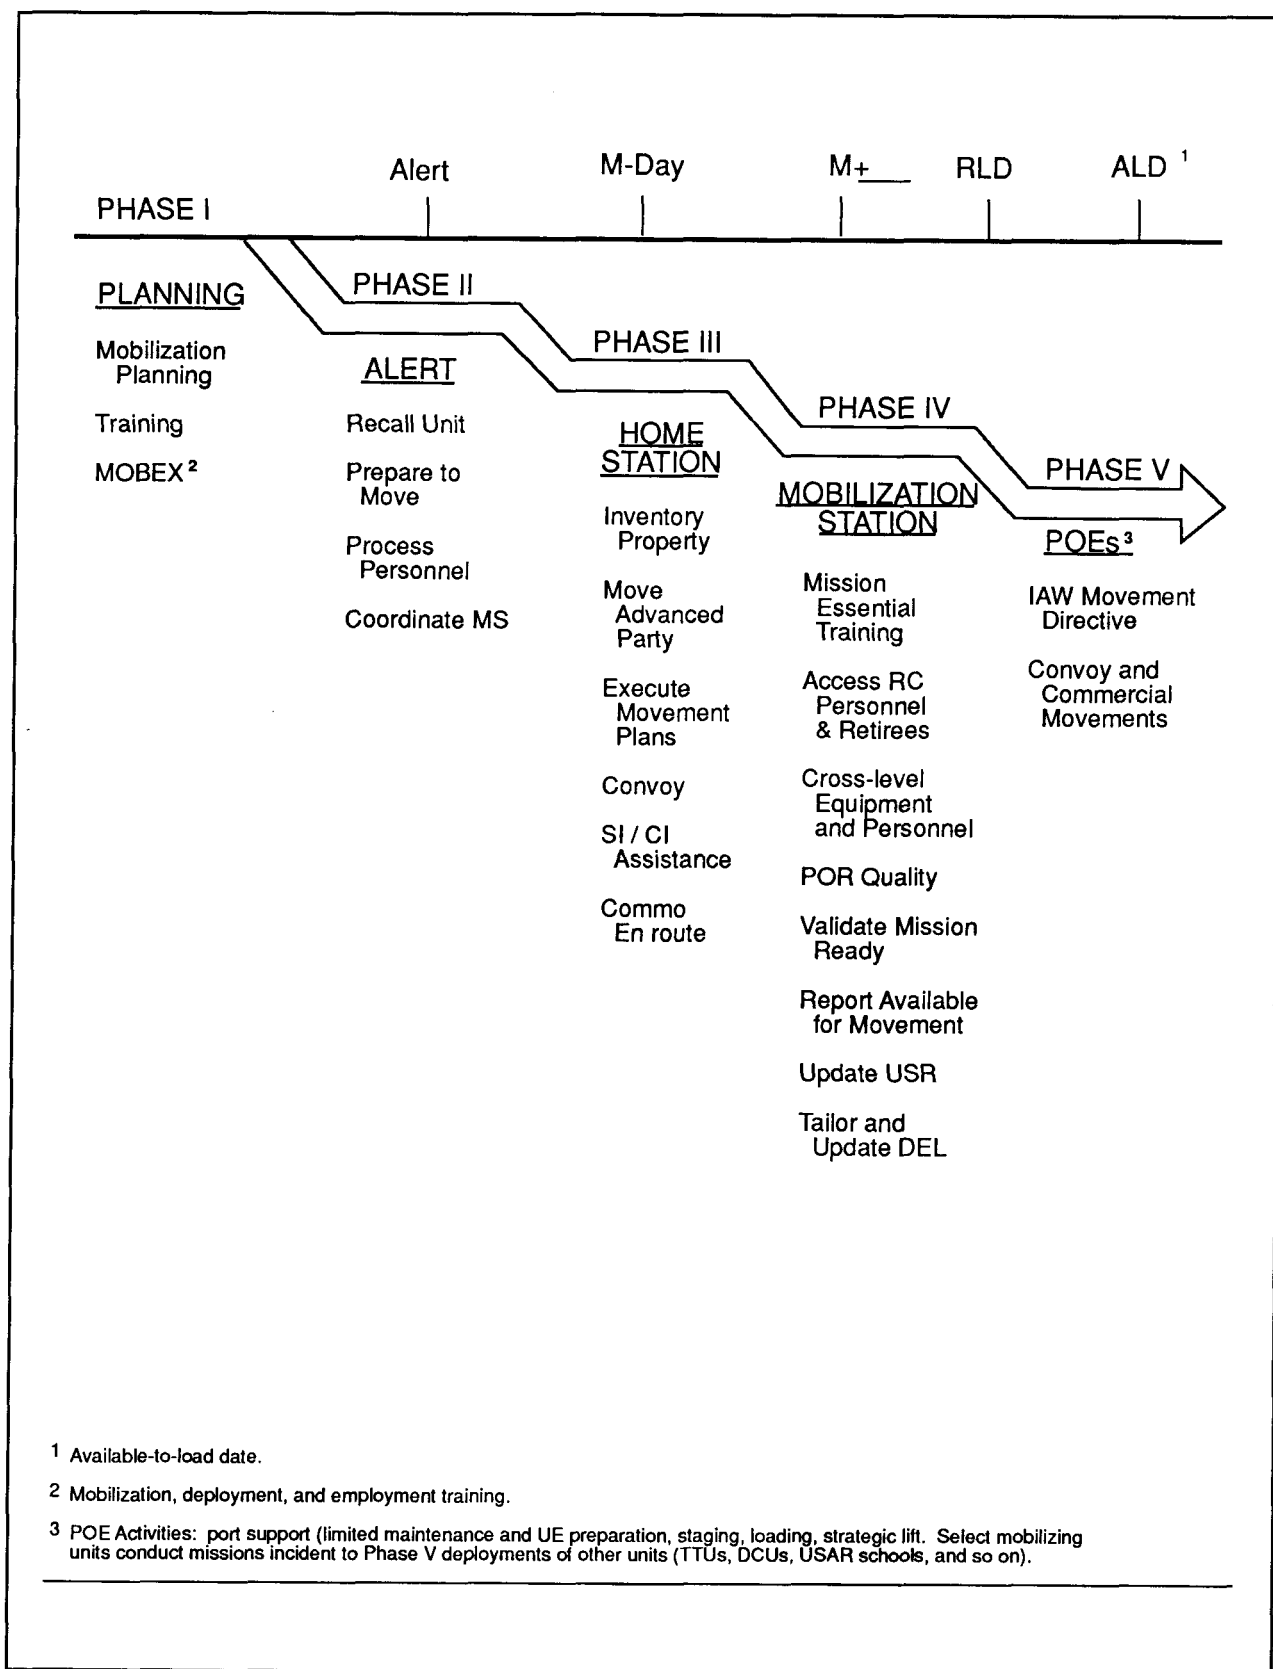 Alert M-Day M+___ RLD ALD 1
PHASE I
PLANNING
Mobilization
Planning
Training
MOBEX 2
PHASE II
ALERT
Recall Unit
Prepare to
Move
Process
Personnel
Coordinate MS
PHASE III
HOME
STATION
Inventory
Property
Move
Advanced
Party
Execute
Movement
Plans
Convoy
SI / CI
Assistance
Commo
En route
PHASE IV
MOBILIZATION
STATION
Mission
Essential
Training
Access RC
Personnel
& Retirees
Cross-level
Equipment
and Personnel
POR Quality
Validate Mission
Ready
Report Available
for Movement
Update USR
Tailor and
Update DEL
PHASE V
POEs 3
IAW Movement
Directive
Convoy and
Commercial
Movements
1 Available-to-load date.
2 Mobilization, deployment, and employment training.
3 POE Activities: port support (limited maintenance and UE preparation, staging, loading, strategic lift. Select mobilizing
units conduct missions incident to Phase V deployments of other units (TTUs, DCUs, USAR schools, and so on).